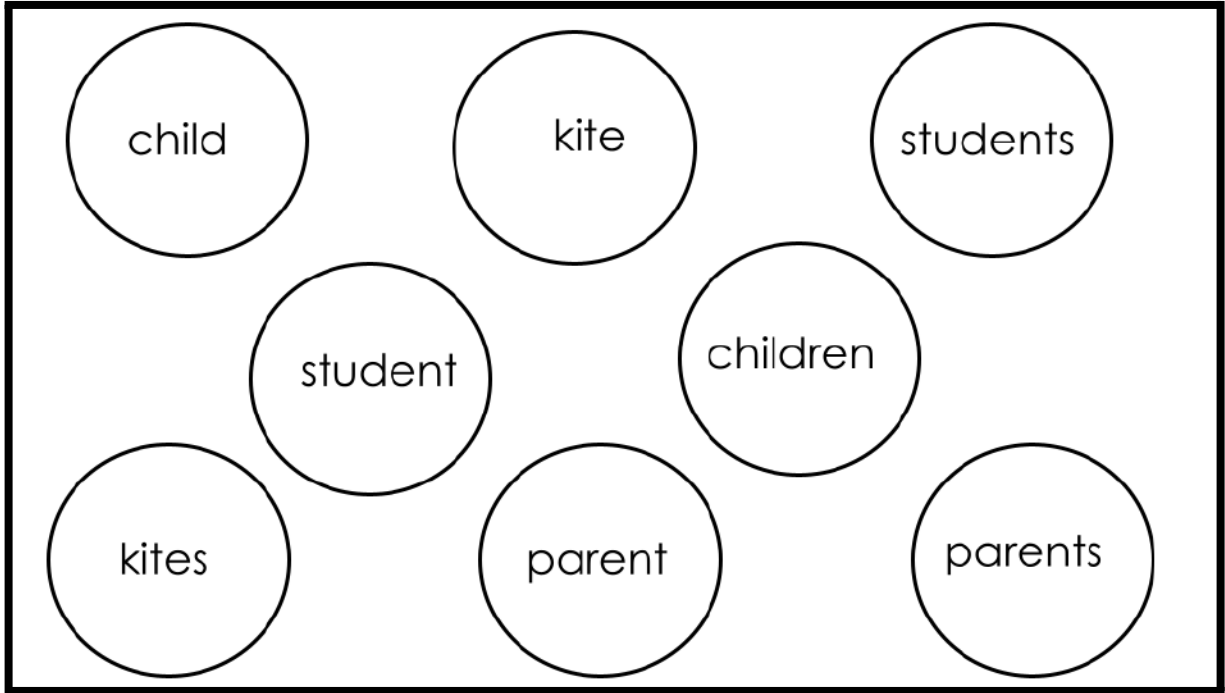 child
kite
students
student
children
kites
parent
parents